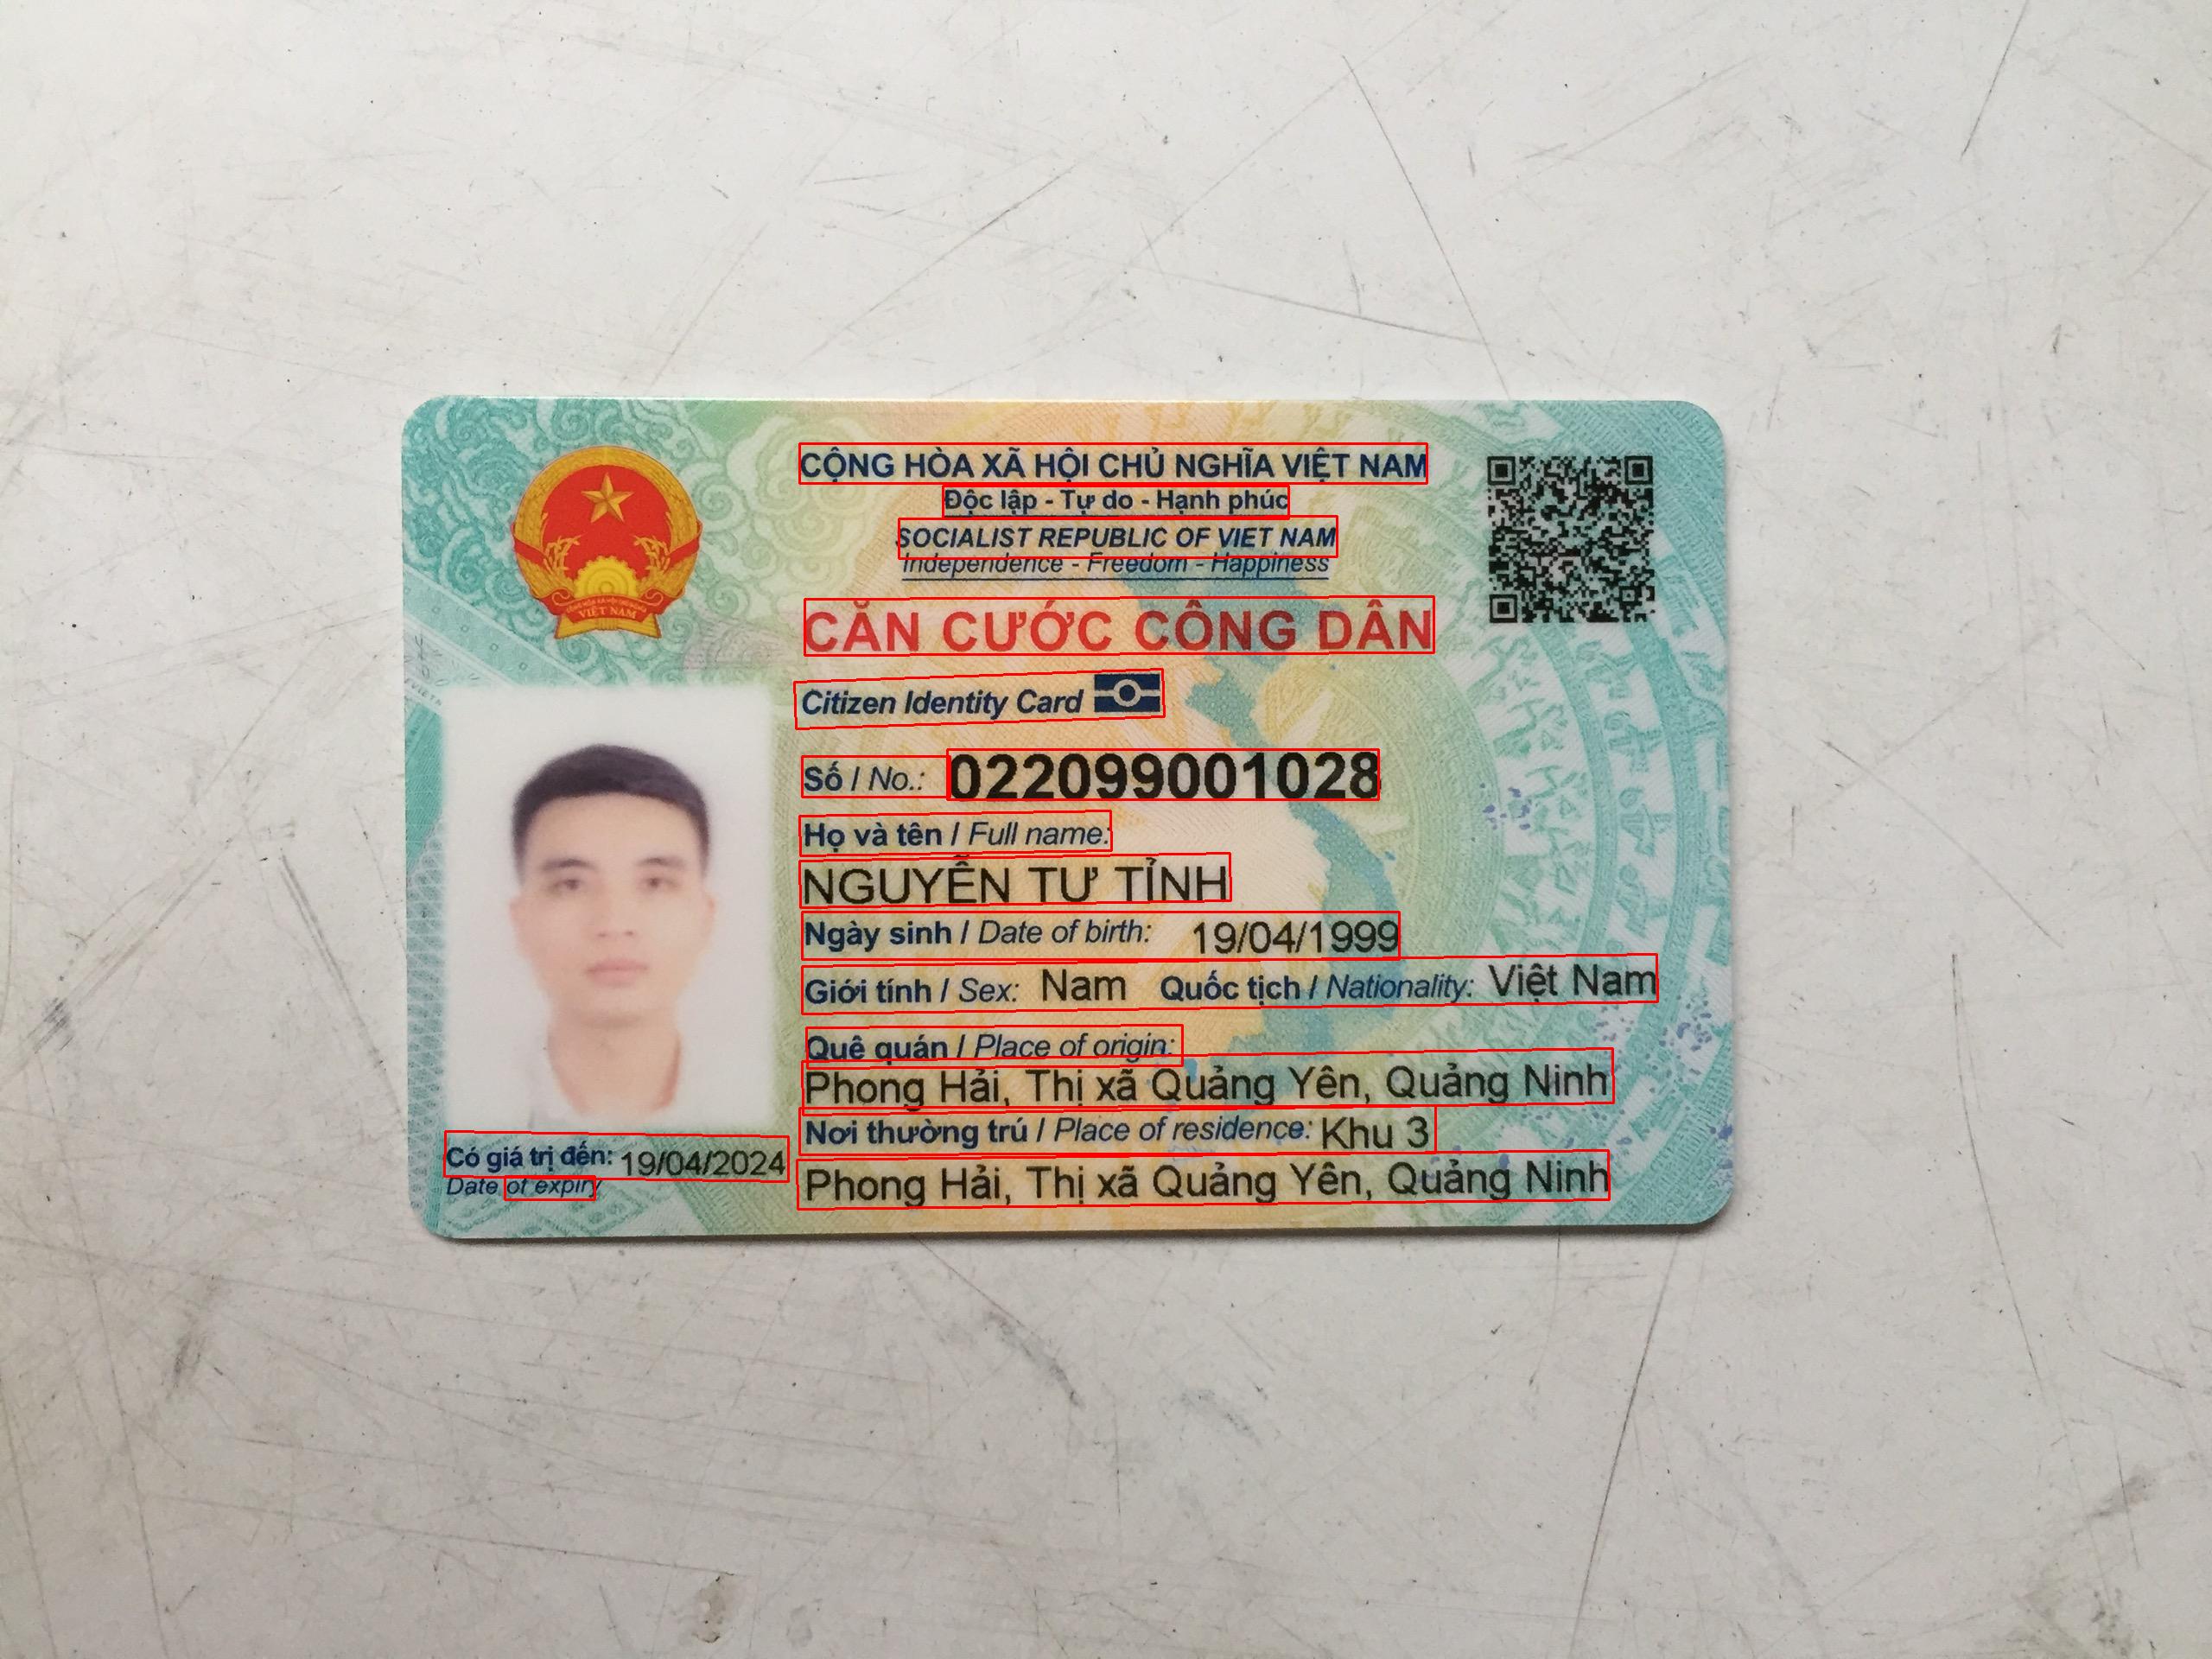 CỘNG HÒA XÃ HỘI CHỦ NGHĨA VIỆT NAM
Độc lập - Tự do - Hạnh phúc
SOCIALIST REPUBLIC OF VIET NAM
Independence - Freedom - Happiness
VIỆT NAM
CĂN CƯỚC CÔNG DÂN
Citizen Identity Card
Số / No.: 022099001028
Họ và tên / Full name:
NGUYỄN TƯ TỈNH
Ngày sinh / Date of birth: 19/04/1999
Giới tính / Sex: Nam Quốc tịch / Nationality: Việt Nam
Quê quán / Place of origin:
Phong Hải, Thị xã Quảng Yên, Quảng Ninh
Nơi thường trú / Place of residence: Khu 3
Phong Hải, Thị xã Quảng Yên, Quảng Ninh
Có giá trị đến: 19/04/2024
Date of expiry